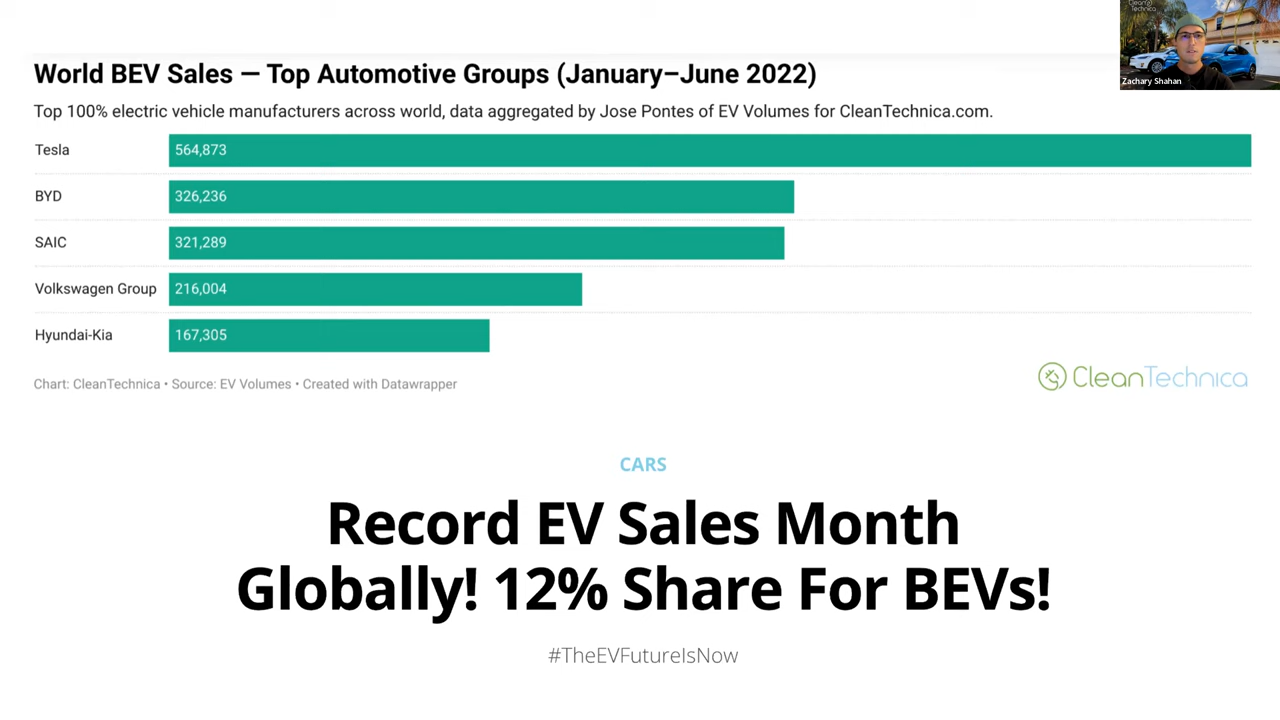 Clean
Technica
Zachary Shahan
World BEV Sales — Top Automotive Groups (January–June 2022)
Top 100% electric vehicle manufacturers across world, data aggregated by Jose Pontes of EV Volumes for CleanTechnica.com.
Tesla 564,873
BYD 326,236
SAIC 321,289
Volkswagen Group 216,004
Hyundai-Kia 167,305
Chart: CleanTechnica • Source: EV Volumes • Created with Datawrapper
CleanTechnica
CARS
Record EV Sales Month
Globally! 12% Share For BEVs!
#TheEVFutureIsNow